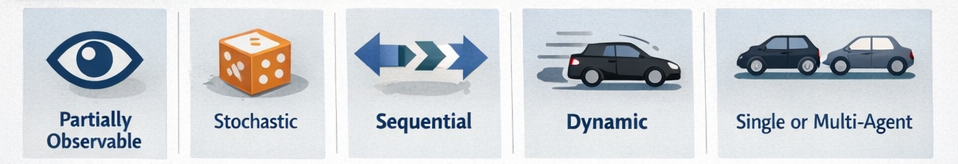 Partially
Observable
Stochastic
Sequential
Dynamic
Single or Multi-Agent